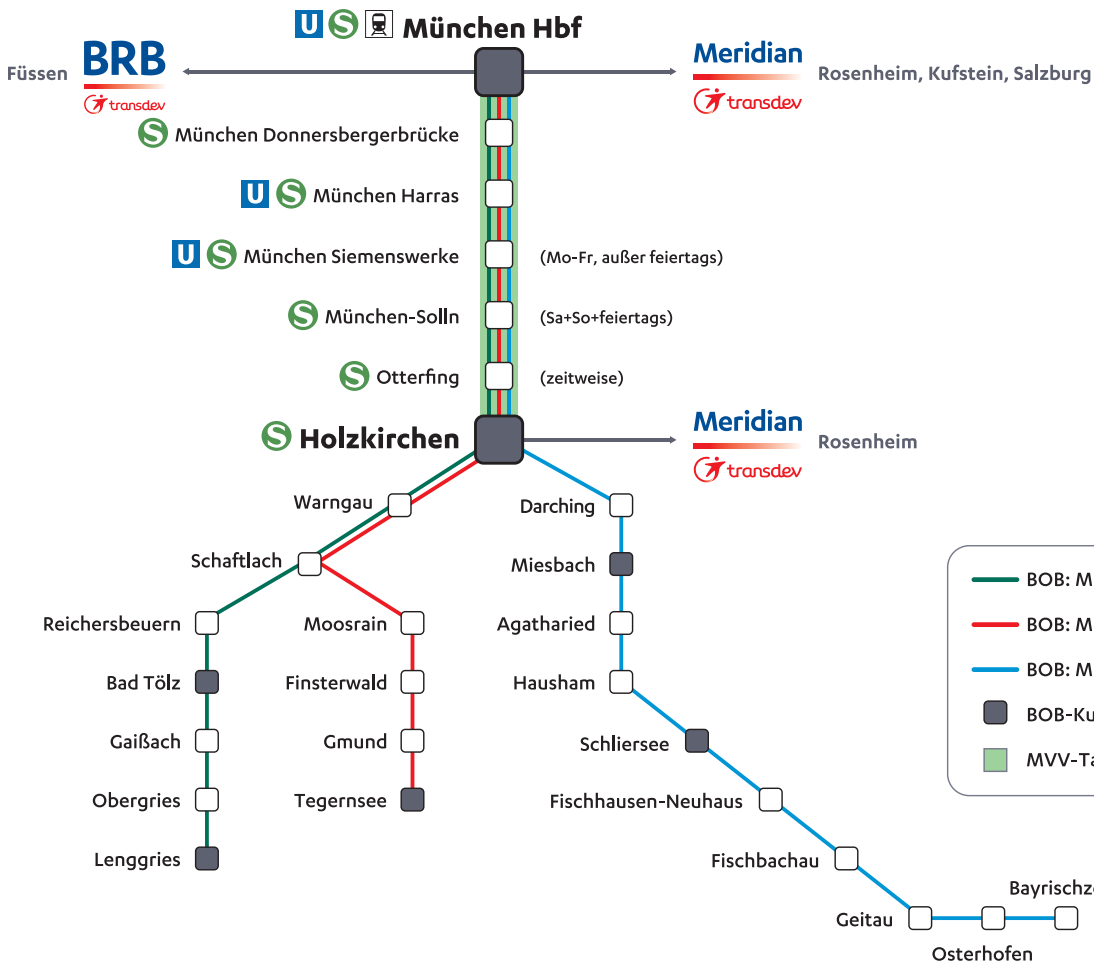 U S München Hbf
Füssen BRB Meridian Rosenheim, Kufstein, Salzburg
transdev transdev
S München Donnersbergerbrücke
U S München Harras
U S München Siemenswerke (Mo-Fr, außer feiertags)
S München-Solln (Sa+So+feiertags)
S Otterfing (zeitweise)
S Holzkirchen Meridian Rosenheim
transdev
Warngau Darching
Schaftlach Miesbach
Reichersbeuern Moosrain Agatharied
Bad Tölz Finsterwald Hausham
Gaißach Gmund Schliersee
Obergries Tegernsee Fischhausen-Neuhaus
Lenggries Fischbachau
Geitau
Osterhofen
Bayrischz
BOB: M
BOB: M
BOB: M
BOB-Ku
MVV-Ta